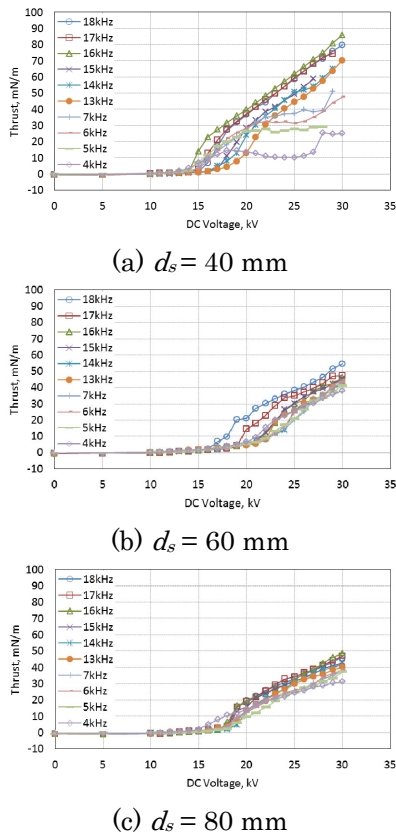 100
90
80
70
60
50
40
30
20
10
0
-10
Thrust, mN/m
18kHz
17kHz
16kHz
15kHz
14kHz
13kHz
7kHz
6kHz
5kHz
4kHz
0 5 10 15 20 25 30 35
DC Voltage, kV
(a) ds = 40 mm
100
90
80
70
60
50
40
30
20
10
0
-10
Thrust, mN/m
18kHz
17kHz
16kHz
15kHz
14kHz
13kHz
7kHz
6kHz
5kHz
4kHz
0 5 10 15 20 25 30 35
DC Voltage, kV
(b) ds = 60 mm
100
90
80
70
60
50
40
30
20
10
0
-10
Thrust, mN/m
18kHz
17kHz
16kHz
15kHz
14kHz
13kHz
7kHz
6kHz
5kHz
4kHz
0 5 10 15 20 25 30 35
DC Voltage, kV
(c) ds = 80 mm